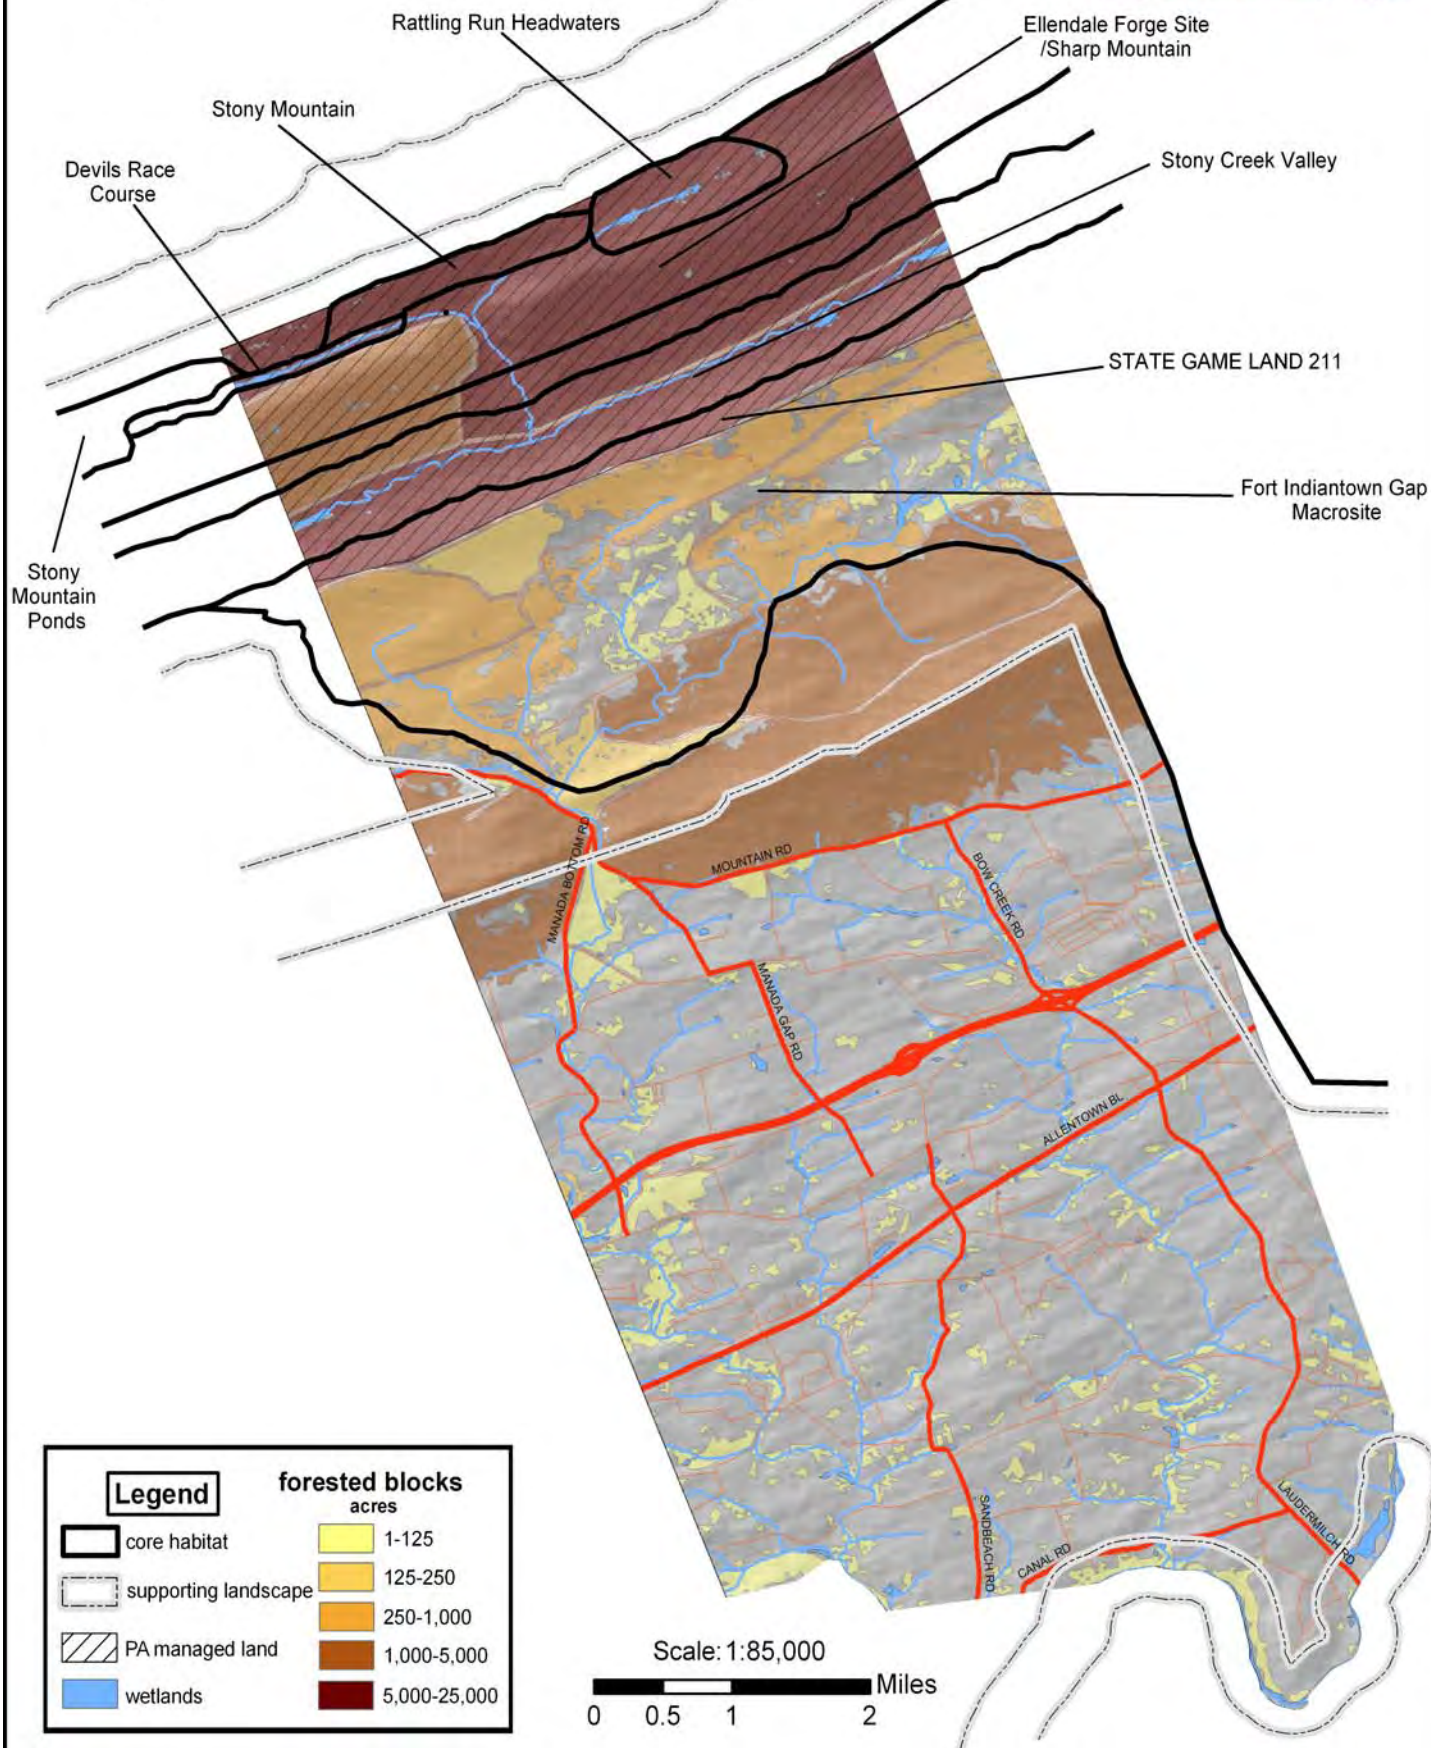 Rattling Run Headwaters
Ellendale Forge Site
/Sharp Mountain
Stony Mountain
Devils Race
Course
Stony Creek Valley
STATE GAME LAND 211
Fort Indiantown Gap
Macrosite
Stony
Mountain
Ponds
MANADA BOTTOM RD
MOUNTAIN RD
BOW CREEK RD
MANADA GAP RD
ALLENTOWN BL
SANDBEACH RD
CANAL RD
LAUDERMILCH RD
Legend
core habitat
supporting landscape
PA managed land
wetlands
forested blocks
acres
1-125
125-250
250-1,000
1,000-5,000
5,000-25,000
Scale: 1:85,000
Miles
0 0.5 1 2